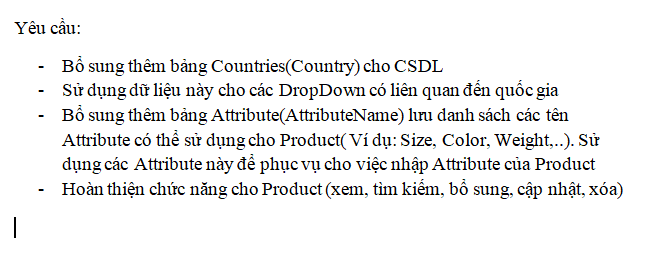 Yêu cầu:
- Bổ sung thêm bảng Countries(Country) cho CSDL
- Sử dụng dữ liệu này cho các DropDown có liên quan đến quốc gia
- Bổ sung thêm bảng Attribute(AttributeName) lưu danh sách các tên
Attribute có thể sử dụng cho Product( Ví dụ: Size, Color, Weight,..). Sử
dụng các Attribute này để phục vụ cho việc nhập Attribute của Product
- Hoàn thiện chức năng cho Product (xem, tìm kiếm, bổ sung, cập nhật, xóa)